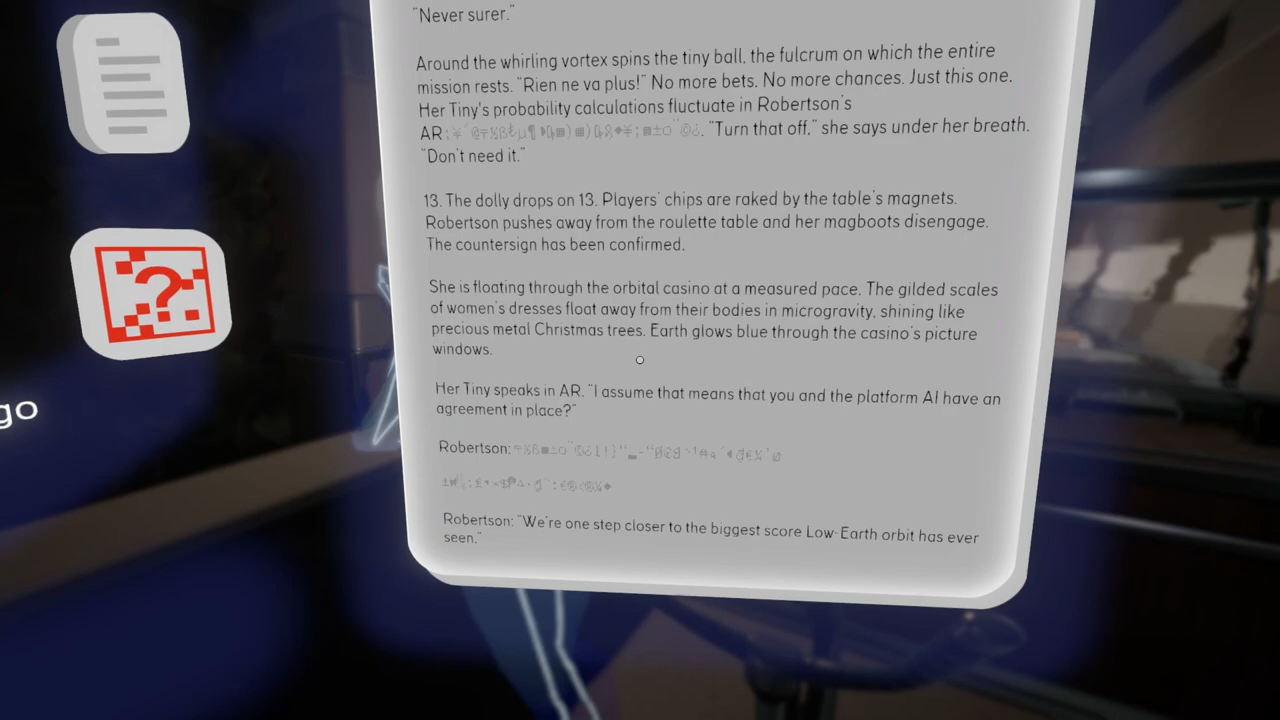 "Never surer."
Around the whirling vortex spins the tiny ball, the fulcrum on which the entire
mission rests. "Rien ne va plus!" No more bets. No more chances. Just this one.
Her Tiny's probability calculations fluctuate in Robertson's
AR "Turn that off," she says under her breath.
"Don't need it."
13. The dolly drops on 13. Players' chips are raked by the table's magnets.
Robertson pushes away from the roulette table and her magboots disengage.
The countersign has been confirmed.
She is floating through the orbital casino at a measured pace. The gilded scales
of women's dresses float away from their bodies in microgravity, shining like
precious metal Christmas trees. Earth glows blue through the casino's picture
windows.
Her Tiny speaks in AR. "I assume that means that you and the platform AI have an
agreement in place?"
Robertson:
Robertson: "We're one step closer to the biggest score Low-Earth orbit has ever
seen."
go
?